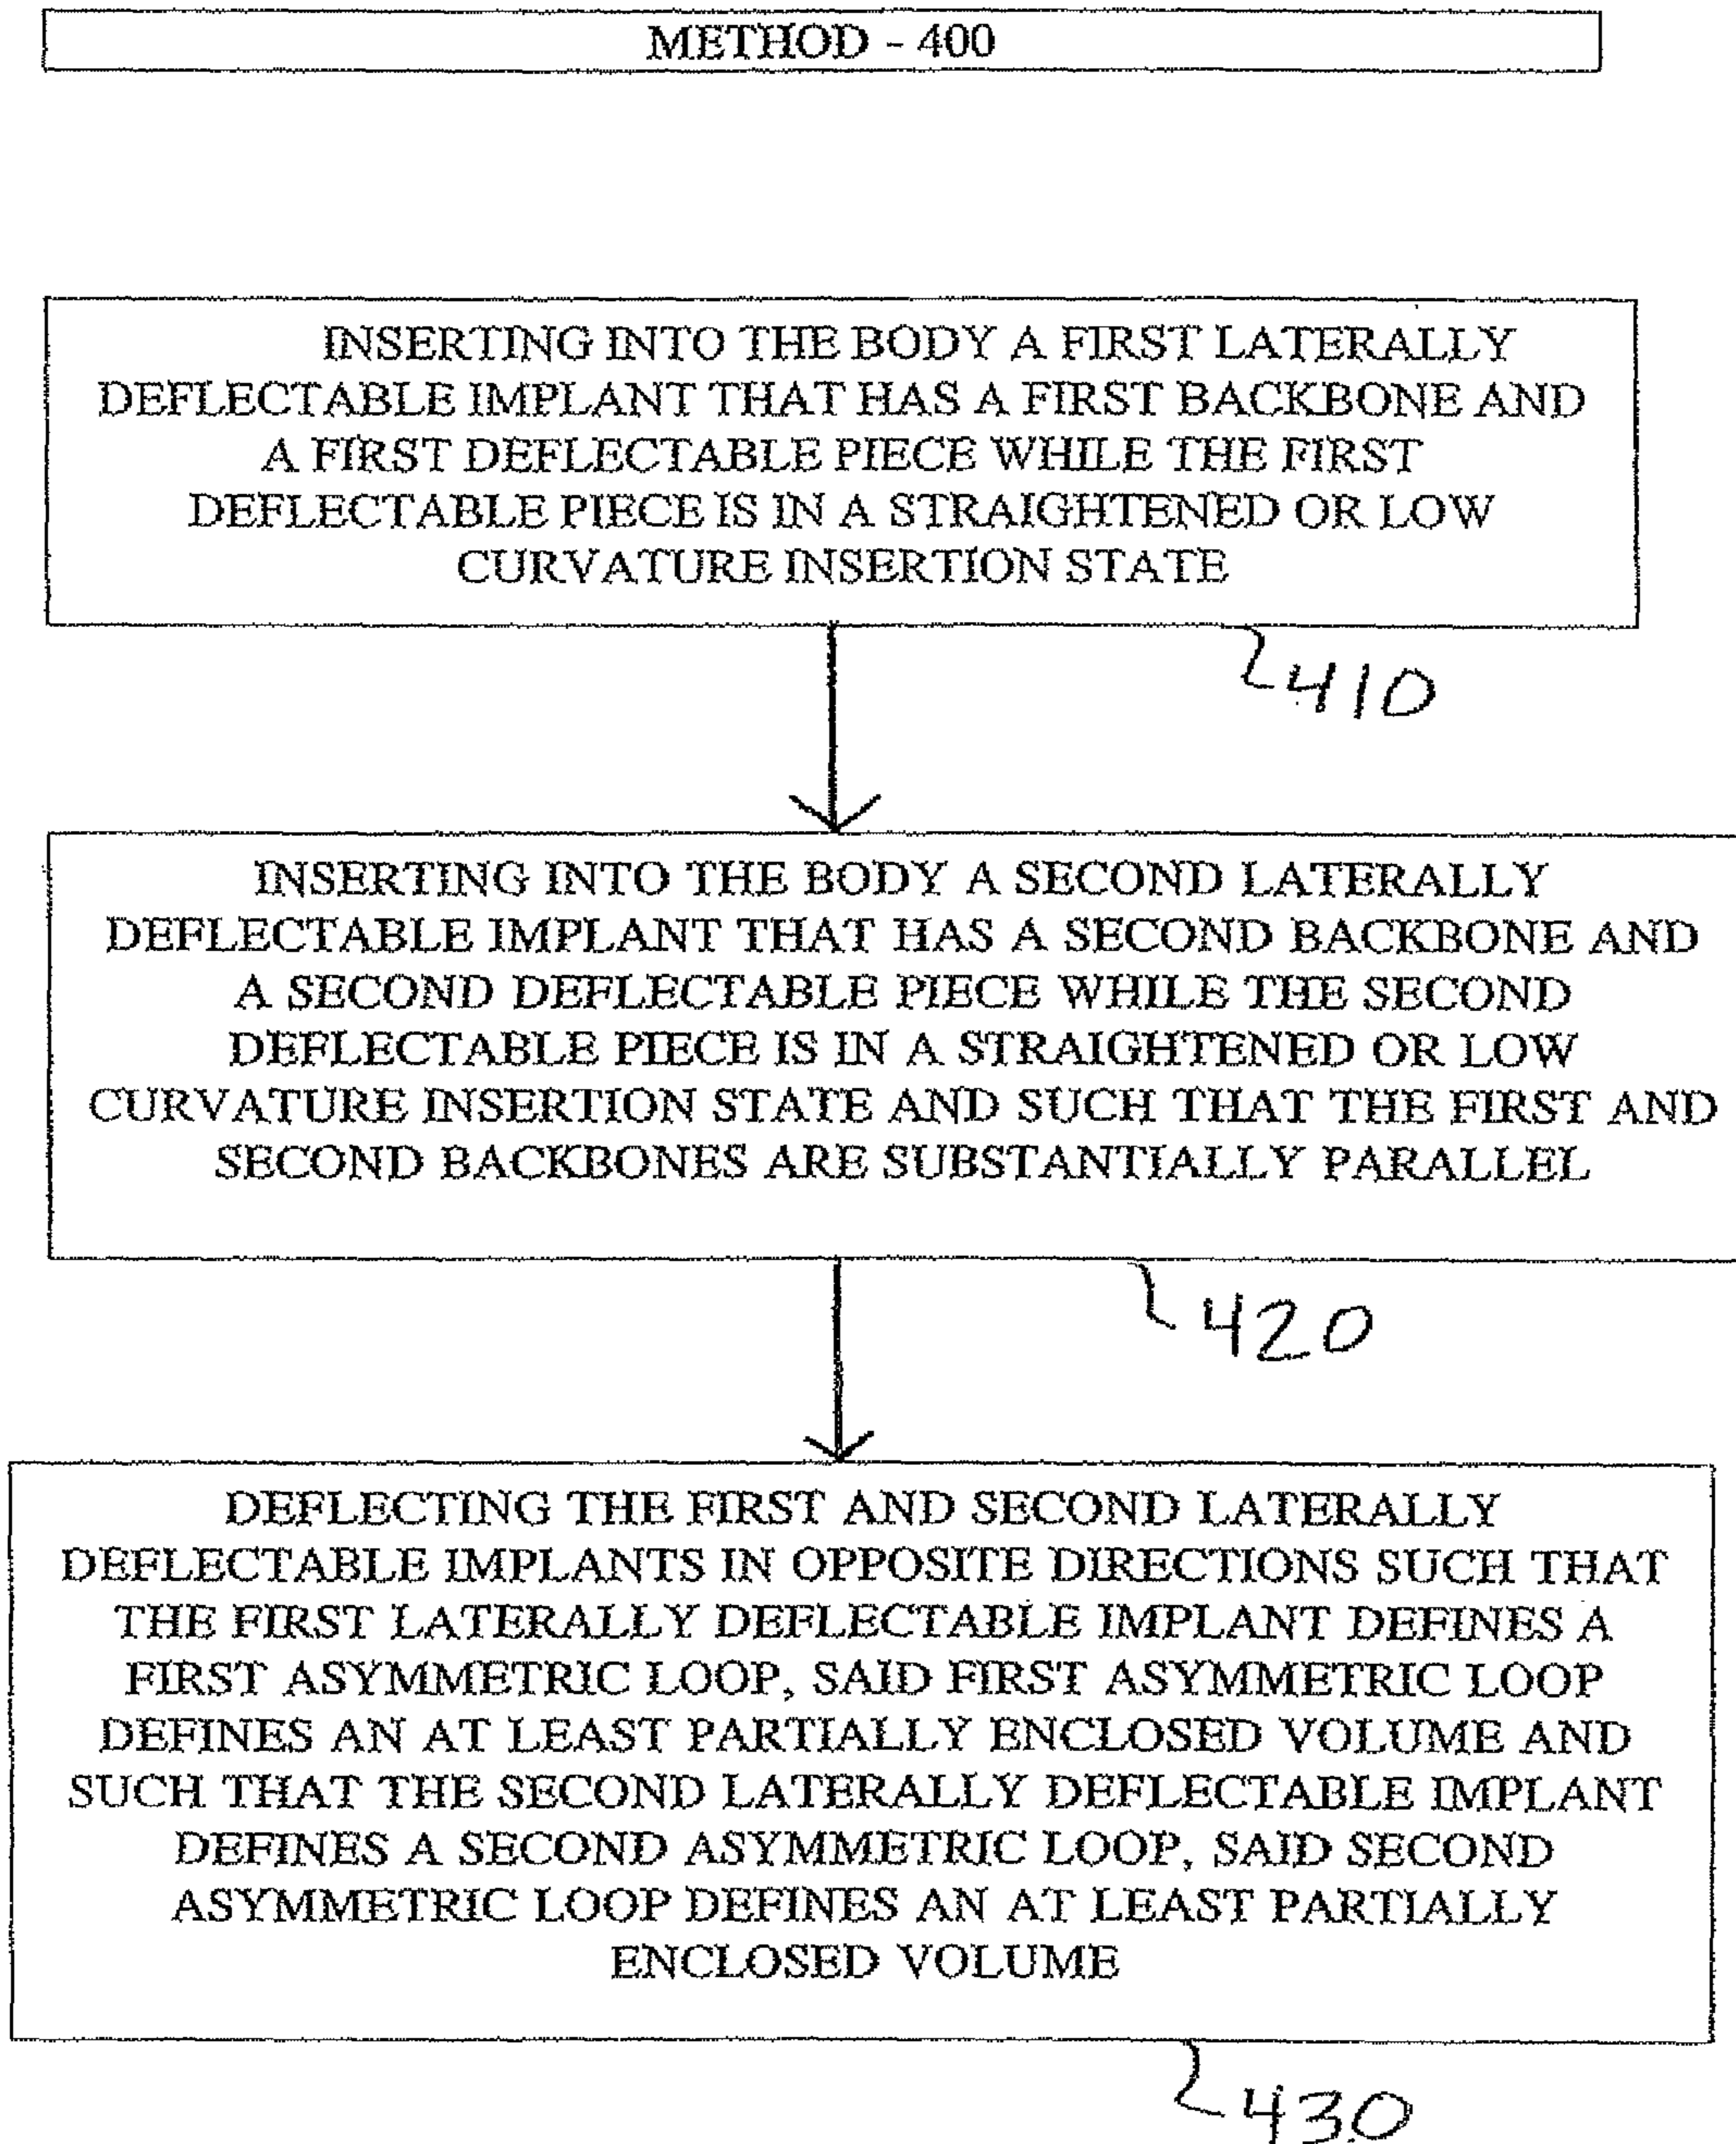 METHOD - 400
INSERTING INTO THE BODY A FIRST LATERALLY
DEFLECTABLE IMPLANT THAT HAS A FIRST BACKBONE AND
A FIRST DEFLECTABLE PIECE WHILE THE FIRST
DEFLECTABLE PIECE IS IN A STRAIGHTENED OR LOW
CURVATURE INSERTION STATE
410
INSERTING INTO THE BODY A SECOND LATERALLY
DEFLECTABLE IMPLANT THAT HAS A SECOND BACKBONE AND
A SECOND DEFLECTABLE PIECE WHILE THE SECOND
DEFLECTABLE PIECE IS IN A STRAIGHTENED OR LOW
CURVATURE INSERTION STATE AND SUCH THAT THE FIRST AND
SECOND BACKBONES ARE SUBSTANTIALLY PARALLEL
420
DEFLECTING THE FIRST AND SECOND LATERALLY
DEFLECTABLE IMPLANTS IN OPPOSITE DIRECTIONS SUCH THAT
THE FIRST LATERALLY DEFLECTABLE IMPLANT DEFINES A
FIRST ASYMMETRIC LOOP, SAID FIRST ASYMMETRIC LOOP
DEFINES AN AT LEAST PARTIALLY ENCLOSED VOLUME AND
SUCH THAT THE SECOND LATERALLY DEFLECTABLE IMPLANT
DEFINES A SECOND ASYMMETRIC LOOP, SAID SECOND
ASYMMETRIC LOOP DEFINES AN AT LEAST PARTIALLY
ENCLOSED VOLUME
430